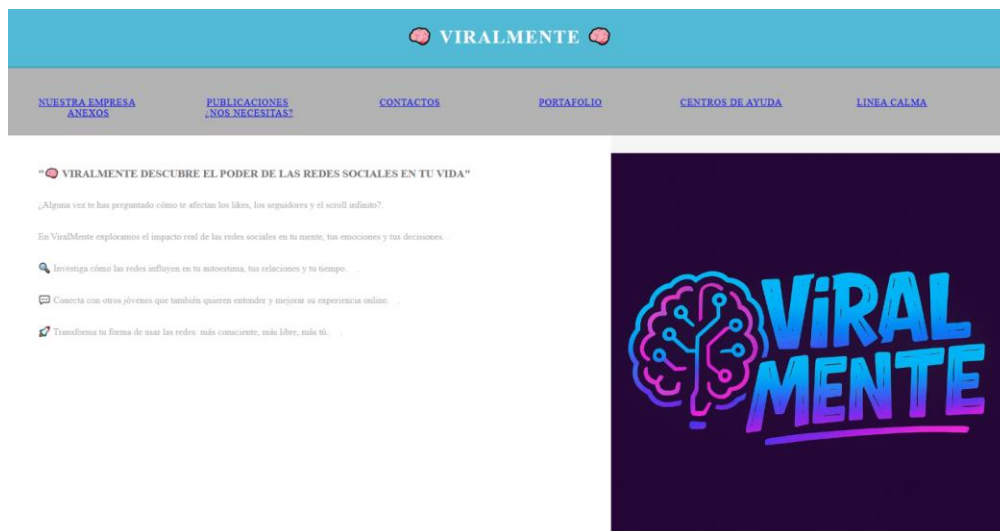 🧠 VIRALMENTE 🧠
NUESTRA EMPRESA
ANEXOS
PUBLICACIONES
¿NOS NECESITAS?
CONTACTOS
PORTAFOLIO
CENTROS DE AYUDA
LINEA CALMA
"🧠 VIRALMENTE DESCUBRE EL PODER DE LAS REDES SOCIALES EN TU VIDA"
¿Alguna vez te has preguntado cómo te afectan los likes, los seguidores y el scroll infinito?.
En ViralMente exploramos el impacto real de las redes sociales en tu mente, tus emociones y tus decisiones. .
🔍 Investiga cómo las redes influyen en tu autoestima, tus relaciones y tu tiempo. .
💬 Conecta con otros jóvenes que también quieren entender y mejorar su experiencia online. .
🚀 Transforma tu forma de usar las redes: más consciente, más libre, más tú. .
ViRAL
MENTE